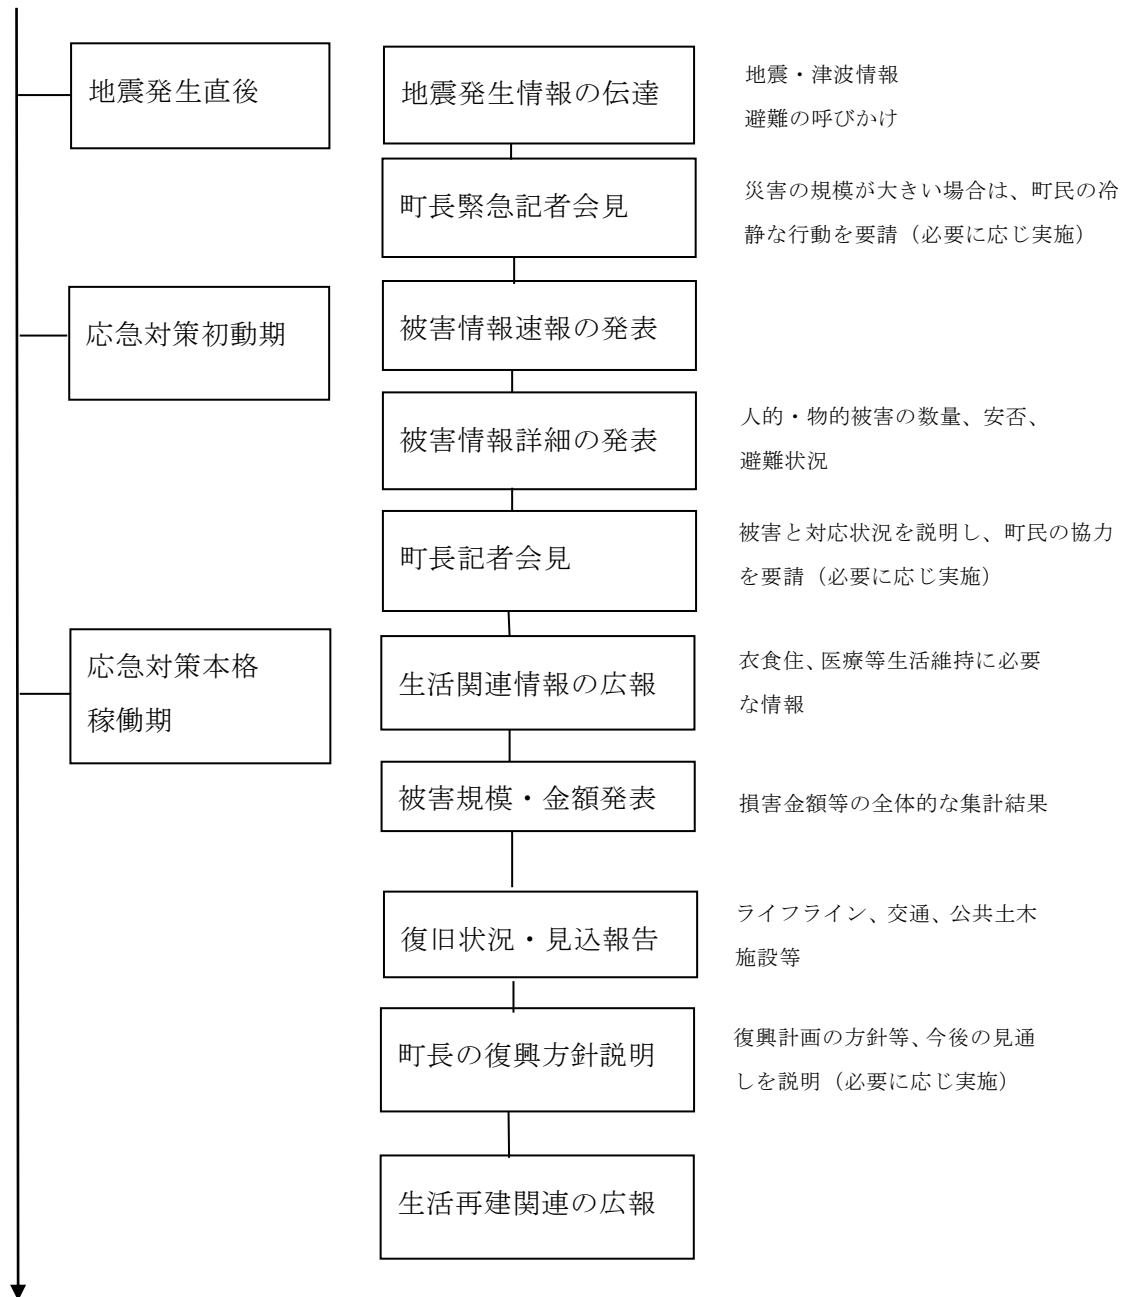 地震発生直後
地震発生情報の伝達
地震・津波情報
避難の呼びかけ
町長緊急記者会見
災害の規模が大きい場合は、町民の冷
静な行動を要請（必要に応じ実施）
応急対策初動期
被害情報速報の発表
被害情報詳細の発表
人的・物的被害の数量、安否、
避難状況
町長記者会見
被害と対応状況を説明し、町民の協力
を要請（必要に応じ実施）
応急対策本格
稼働期
生活関連情報の広報
衣食住、医療等生活維持に必要
な情報
被害規模・金額発表
損害金額等の全体的な集計結果
復旧状況・見込報告
ライフライン、交通、公共土木
施設等
町長の復興方針説明
復興計画の方針等、今後の見通
しを説明（必要に応じ実施）
生活再建関連の広報